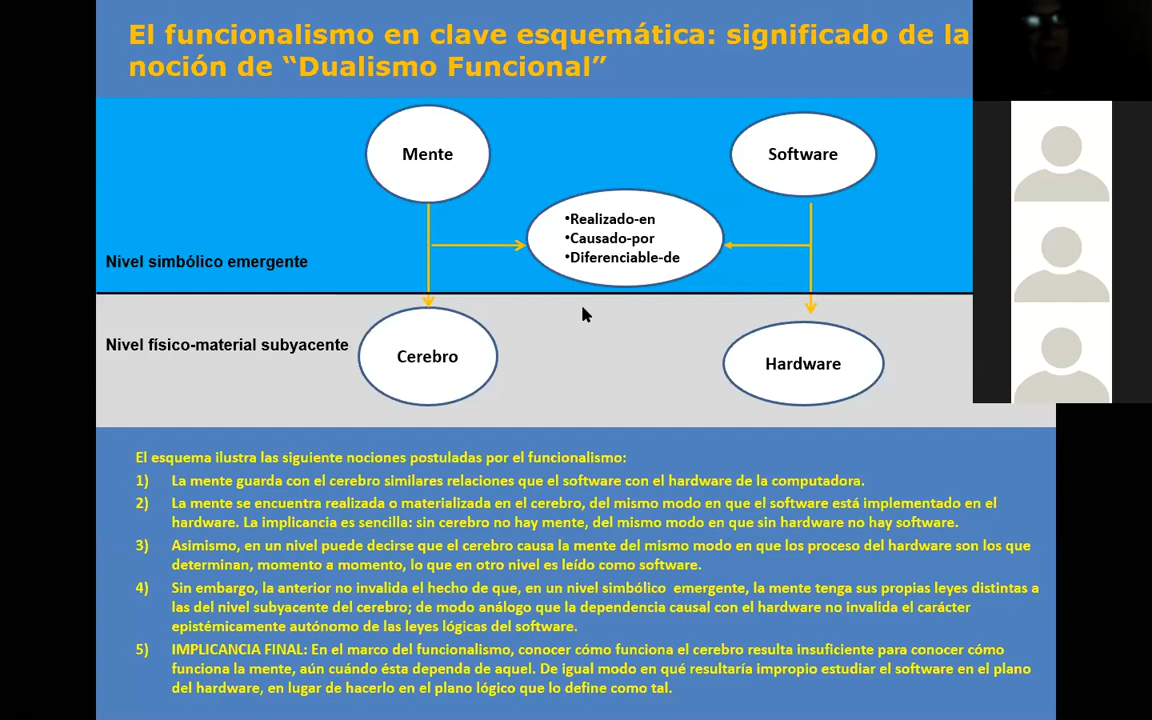 El funcionalismo en clave esquemática: significado de la
noción de “Dualismo Funcional”
Mente
Software
•Realizado-en
•Causado-por
•Diferenciable-de
Nivel simbólico emergente
Nivel físico-material subyacente
Cerebro
Hardware
El esquema ilustra las siguiente nociones postuladas por el funcionalismo:
1) La mente guarda con el cerebro similares relaciones que el software con el hardware de la computadora.
2) La mente se encuentra realizada o materializada en el cerebro, del mismo modo en que el software está implementado en el
hardware. La implicancia es sencilla: sin cerebro no hay mente, del mismo modo en que sin hardware no hay software.
3) Asimismo, en un nivel puede decirse que el cerebro causa la mente del mismo modo en que los proceso del hardware son los que
determinan, momento a momento, lo que en otro nivel es leído como software.
4) Sin embargo, la anterior no invalida el hecho de que, en un nivel simbólico emergente, la mente tenga sus propias leyes distintas a
las del nivel subyacente del cerebro; de modo análogo que la dependencia causal con el hardware no invalida el carácter
epistémicamente autónomo de las leyes lógicas del software.
5) IMPLICANCIA FINAL: En el marco del funcionalismo, conocer cómo funciona el cerebro resulta insuficiente para conocer cómo
funciona la mente, aún cuándo ésta dependa de aquel. De igual modo en qué resultaría impropio estudiar el software en el plano
del hardware, en lugar de hacerlo en el plano lógico que lo define como tal.